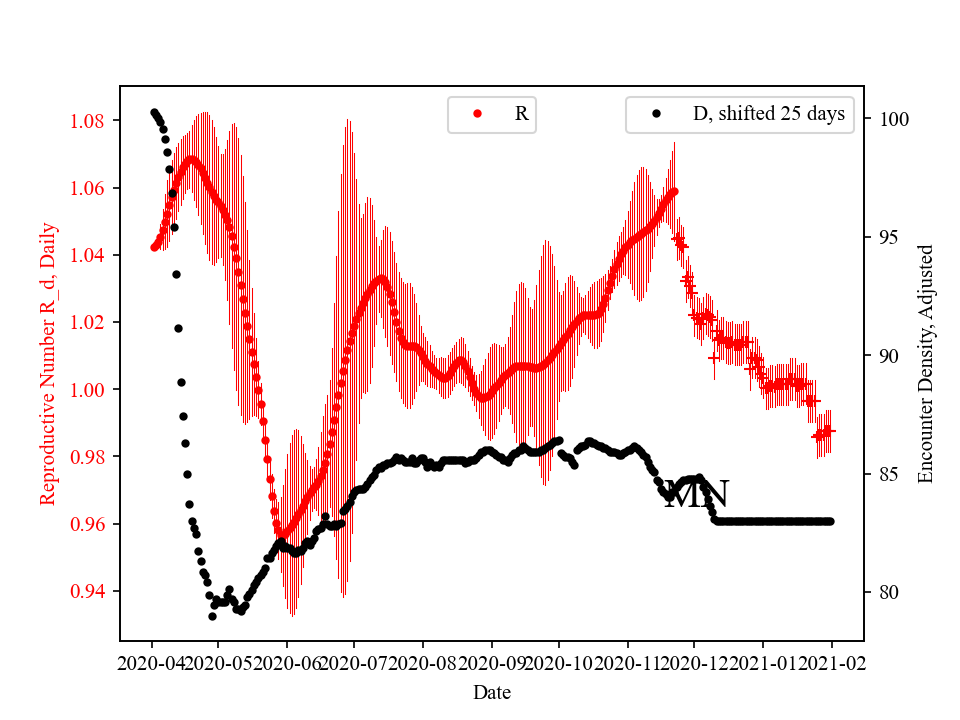 R
D, shifted 25 days
1.08
1.06
1.04
1.02
1.00
0.98
0.96
0.94
Reproductive Number R_d, Daily
100
95
90
85
80
Encounter Density, Adjusted
MN
2020-04 2020-05 2020-06 2020-07 2020-08 2020-09 2020-10 2020-11 2020-12 2021-01 2021-02
Date